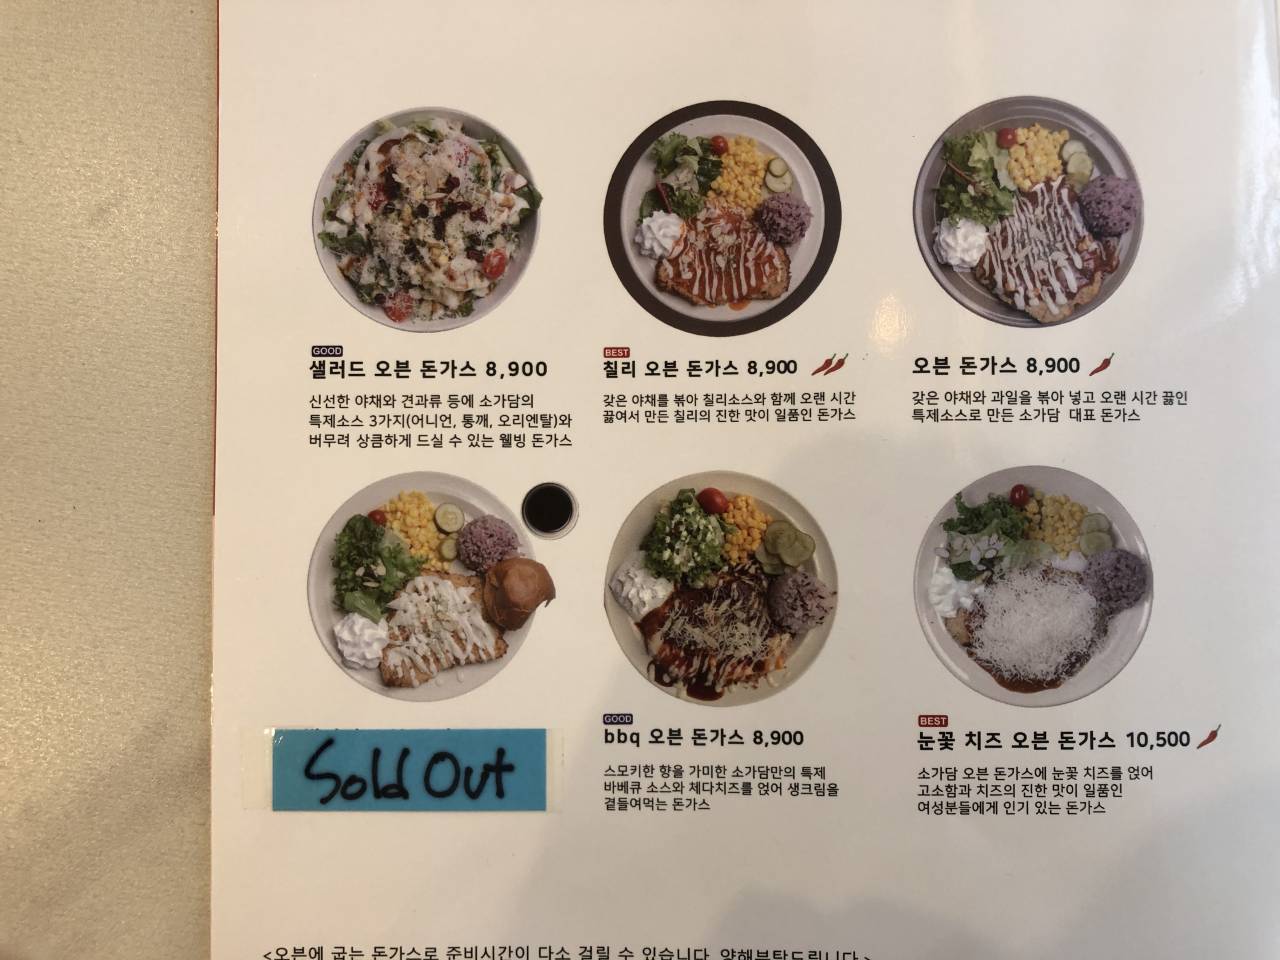 GOOD
샐러드 오븐 돈가스 8,900
신선한 야채와 견과류 등에 소가담의
특제소스 3가지(어니언, 통깨, 오리엔탈)와
버무려 상큼하게 드실 수 있는 웰빙 돈가스
BEST
칠리 오븐 돈가스 8,900
갖은 야채를 볶아 칠리소스와 함께 오랜 시간
끓여서 만든 칠리의 진한 맛이 일품인 돈가스
오븐 돈가스 8,900
갖은 야채와 과일을 볶아 넣고 오랜 시간 끓인
특제소스로 만든 소가담 대표 돈가스
Sold Out
GOOD
bbq 오븐 돈가스 8,900
스모키한 향을 가미한 소가담만의 특제
바베큐 소스와 체다치즈를 얹어 생크림을
곁들여먹는 돈가스
BEST
눈꽃 치즈 오븐 돈가스 10,500
소가담 오븐 돈가스에 눈꽃 치즈를 얹어
고소함과 치즈의 진한 맛이 일품인
여성분들에게 인기 있는 돈가스
<오븐에 굽는 돈가스로 준비시간이 다소 걸릴 수 있습니다. 양해부탁드립니다.>